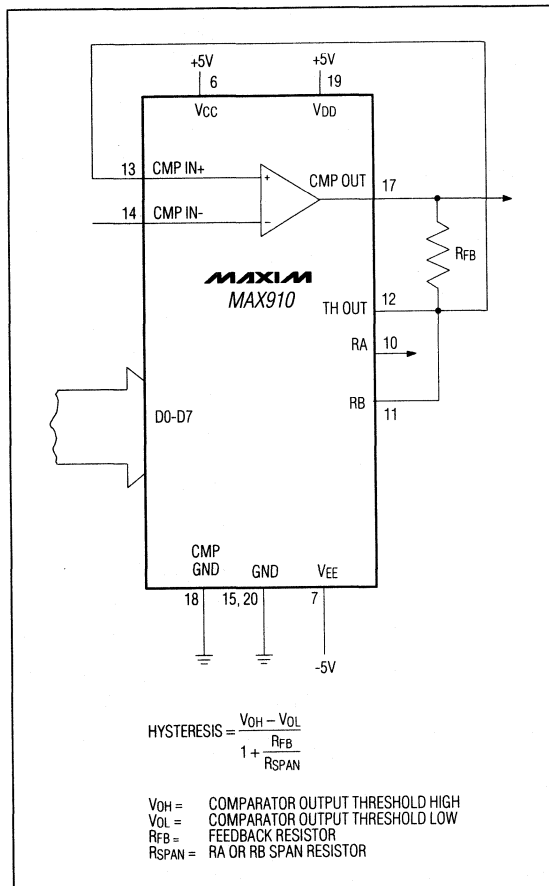 +5V +5V
6 19
VCC VDD
13 CMP IN+
+
CMP OUT 17
14 CMP IN-
−
RFB
MAXIM
MAX910
TH OUT 12
RA 10
RB
11
D0-D7
CMP
GND GND VEE
18 15, 20 7
-5V
HYSTERESIS = VOH − VOL
1 + RFB
RSPAN
VOH = COMPARATOR OUTPUT THRESHOLD HIGH
VOL = COMPARATOR OUTPUT THRESHOLD LOW
RFB = FEEDBACK RESISTOR
RSPAN = RA OR RB SPAN RESISTOR